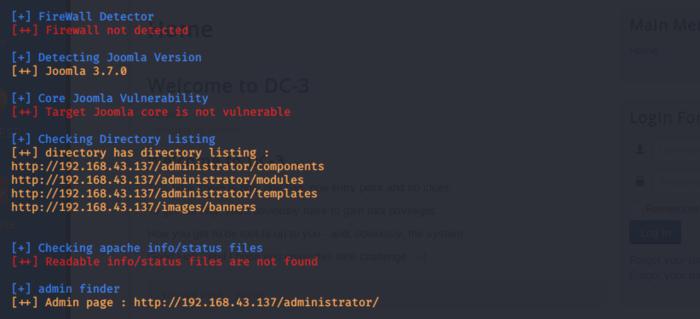 [+] FireWall Detector
[++] Firewall not detected
[+] Detecting Joomla Version
[++] Joomla 3.7.0
[+] Core Joomla Vulnerability
[++] Target Joomla core is not vulnerable
[+] Checking Directory Listing
[++] directory has directory listing :
http://192.168.43.137/administrator/components
http://192.168.43.137/administrator/modules
http://192.168.43.137/administrator/templates
http://192.168.43.137/images/banners
[+] Checking apache info/status files
[++] Readable info/status files are not found
[+] admin finder
[++] Admin page : http://192.168.43.137/administrator/
Home
Welcome to DC-3
Main Me
Home
Login For
Log in